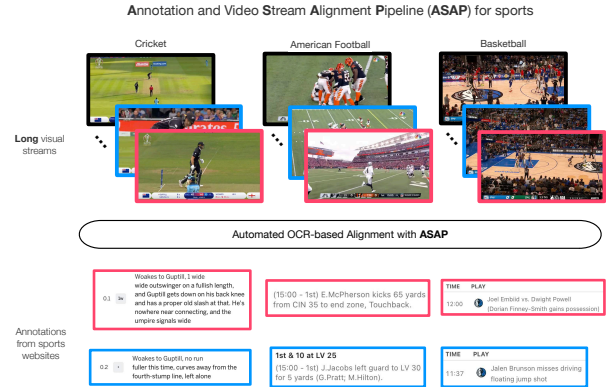 Annotation and Video Stream Alignment Pipeline (ASAP) for sports
Cricket
American Football
Basketball
Long visual
streams
Automated OCR-based Alignment with ASAP
Annotations
from sports
websites
0.1
1w
Woakes to Guptill, 1 wide
wide outswinger on a fullish length,
and Guptill gets down on his back knee
and has a proper old slash at that. He's
nowhere near connecting, and the
umpire signals wide
(15:00 - 1st) E.McPherson kicks 65 yards
from CIN 35 to end zone, Touchback.
TIME PLAY
12:00
Joel Embiid vs. Dwight Powell
(Dorian Finney-Smith gains possession)
0.2
Woakes to Guptill, no run
fuller this time, curves away from the
fourth-stump line, left alone
1st & 10 at LV 25
(15:00 - 1st) J.Jacobs left guard to LV 30
for 5 yards (G.Pratt; M.Hilton).
TIME PLAY
11:37
Jalen Brunson misses driving
floating jump shot